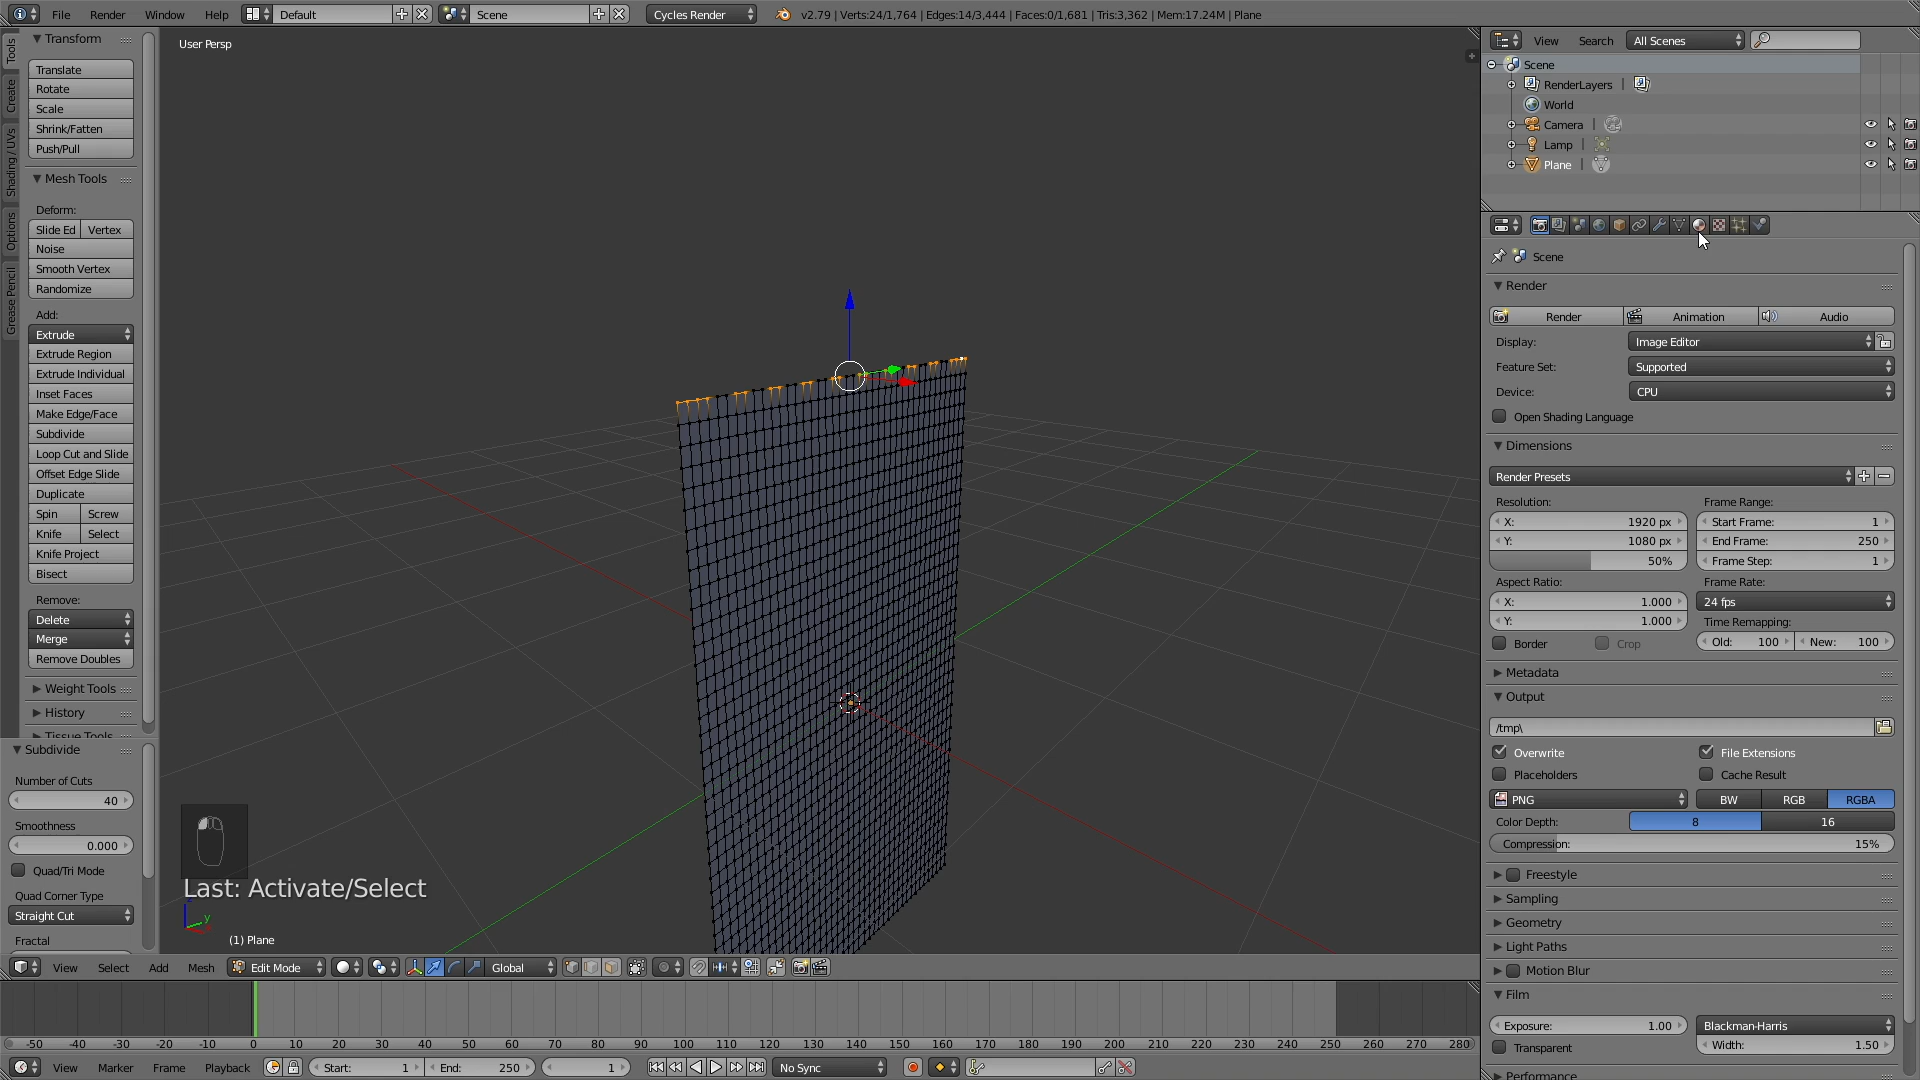 File Render Window Help Default Scene Cycles Render v2.79 | Verts:24/1,764 | Edges:14/3,444 | Faces:0/1,681 | Tris:3,362 | Mem:17.24M | Plane
Tools
Create
Shading / UVs
Options
Grease Pencil
Transform
Translate
Rotate
Scale
Shrink/Fatten
Push/Pull
Mesh Tools
Deform:
Slide Ed Vertex
Noise
Smooth Vertex
Randomize
Add:
Extrude
Extrude Region
Extrude Individual
Inset Faces
Make Edge/Face
Subdivide
Loop Cut and Slide
Offset Edge Slide
Duplicate
Spin Screw
Knife Select
Knife Project
Bisect
Remove:
Delete
Merge
Remove Doubles
Weight Tools
History
Tissue Tools
Subdivide
Number of Cuts
40
Smoothness
0.000
Quad/Tri Mode
Quad Corner Type
Straight Cut
Fractal
User Persp
Last: Activate/Select
y
(1) Plane
View Select Add Mesh Edit Mode Global
-50 -40 -30 -20 -10 0 10 20 30 40 50 60 70 80 90 100 110 120 130 140 150 160 170 180 190 200 210 220 230 240 250 260 270 280
View Marker Frame Playback Start: 1 End: 250 1 No Sync
View Search All Scenes
Scene
RenderLayers |
World
Camera |
Lamp |
Plane |
Scene
Render
Render Animation Audio
Display: Image Editor
Feature Set: Supported
Device: CPU
Open Shading Language
Dimensions
Render Presets
Resolution: Frame Range:
X: 1920 px Start Frame: 1
Y: 1080 px End Frame: 250
50% Frame Step: 1
Aspect Ratio: Frame Rate:
X: 1.000 24 fps
Y: 1.000 Time Remapping:
Border Crop Old: 100 New: 100
Metadata
Output
/tmp\
Overwrite File Extensions
Placeholders Cache Result
PNG BW RGB RGBA
Color Depth: 8 16
Compression: 15%
Freestyle
Sampling
Geometry
Light Paths
Motion Blur
Film
Exposure: 1.00 Blackman-Harris
Transparent Width: 1.50
Performance